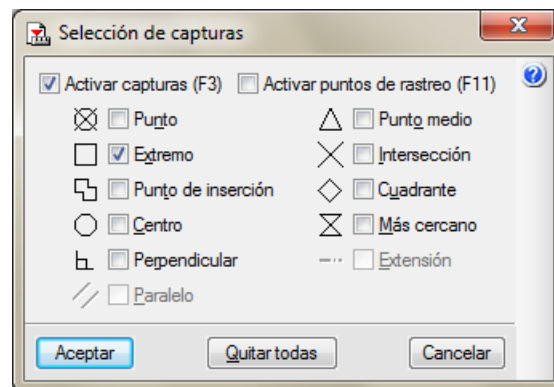 Selección de capturas
Activar capturas (F3) Activar puntos de rastreo (F11)
Punto Punto medio
Extremo Intersección
Punto de inserción Cuadrante
Centro Más cercano
Perpendicular Extensión
Paralelo
Aceptar Quitar todas Cancelar